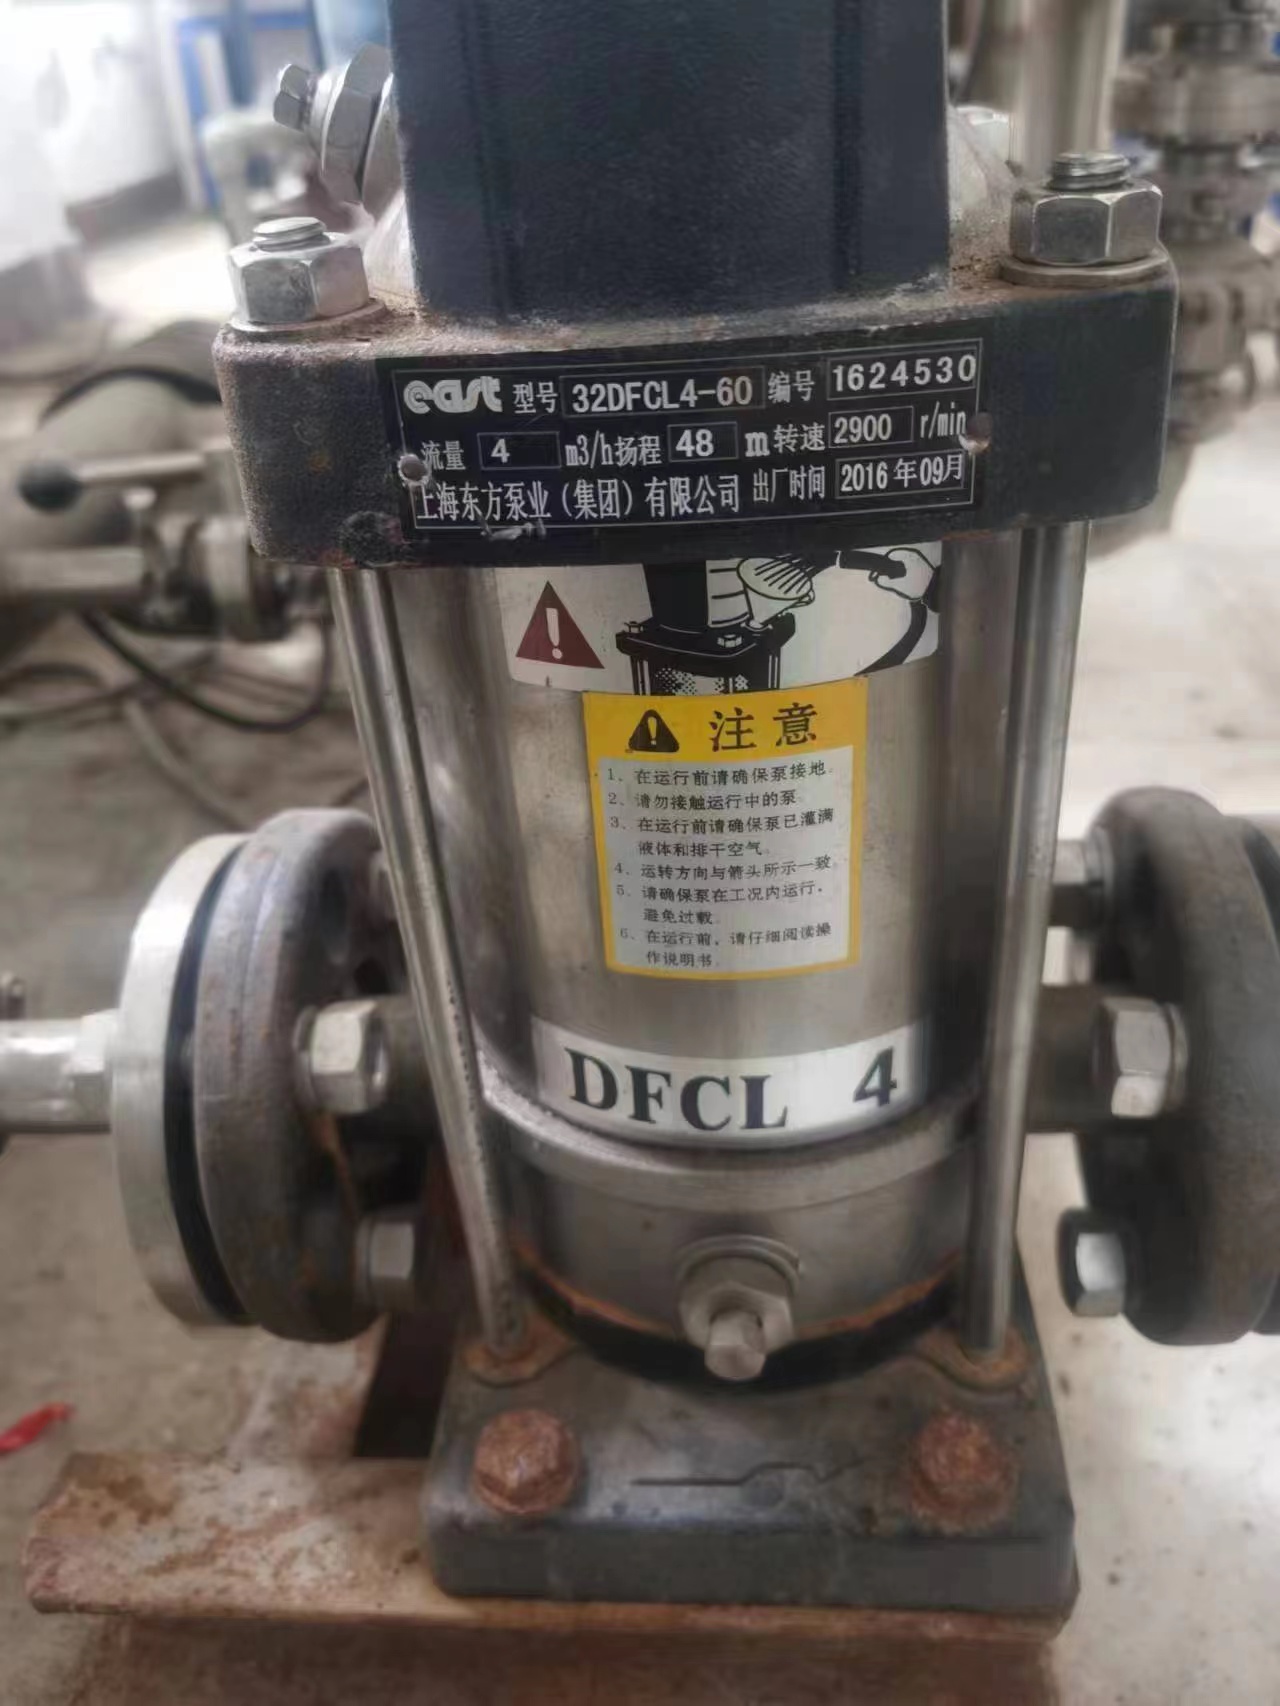 east 型号 32DFCL4-60 编号 1624530
流量 4 m3/h扬程 48 m转速 2900 r/min
上海东方泵业（集团）有限公司 出厂时间 2016年09月
注意
1、在运行前请确保泵接地。
2、请勿接触运行中的泵。
3、在运行前请确保泵已灌满
液体和排干空气。
4、运转方向与箭头所示一致。
5、请确保泵在工况内运行，
避免过载。
6、在运行前，请仔细阅读操
作说明书。
DFCL 4